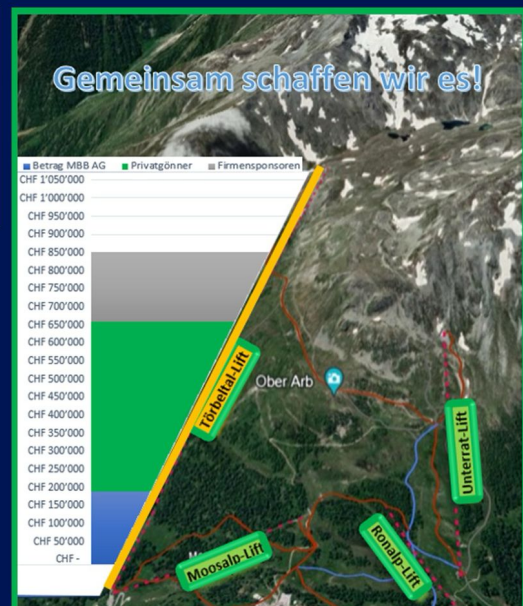 Gemeinsam schaffen wir es!
Betrag MBB AG Privatgönner Firmensponsoren
CHF 1'050'000
CHF 1'000'000
CHF 950'000
CHF 900'000
CHF 850'000
CHF 800'000
CHF 750'000
CHF 700'000
CHF 650'000
CHF 600'000
CHF 550'000
CHF 500'000
CHF 450'000
CHF 400'000
CHF 350'000
CHF 300'000
CHF 250'000
CHF 200'000
CHF 150'000
CHF 100'000
CHF 50'000
CHF -
Törbeltal-Lift
Ober Arb
Unterrat-Lift
Moosalp-Lift
Ronalp-Lift